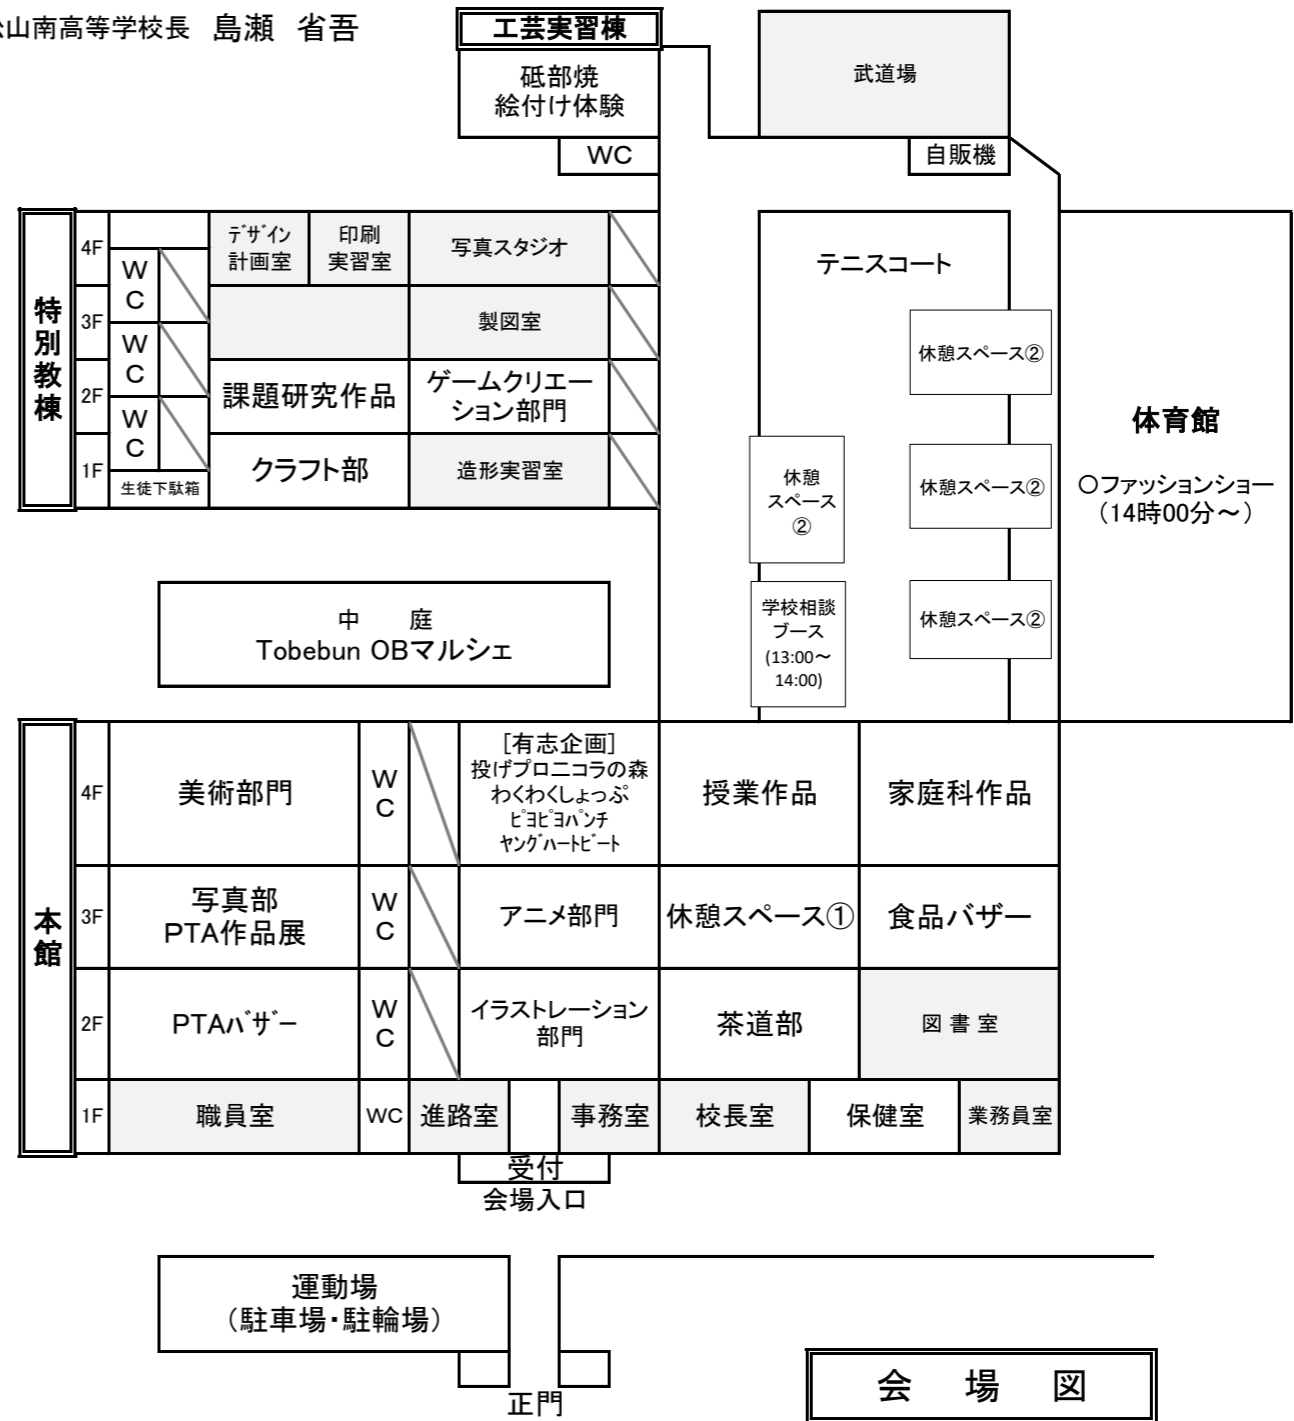 松山南高等学校長 島瀬 省吾
工芸実習棟
砥部焼
絵付け体験
WC
武道場
自販機
特別教棟
4F
3F
2F
1F
WC
WC
WC
生徒下駄箱
デザイン
計画室
印刷
実習室
写真スタジオ
製図室
課題研究作品
ゲームクリエー
ション部門
クラフト部
造形実習室
テニスコート
休憩スペース②
休憩スペース②
休憩スペース②
休憩
スペース
②
学校相談
ブース
(13:00～
14:00)
体育館
○ファッションショー
（14時00分～）
中 庭
Tobebun OBマルシェ
本館
4F
美術部門
WC
[有志企画]
投げプロニコラの森
わくわくしょっぷ
ピヨピヨパンチ
ヤングハートビート
授業作品
家庭科作品
3F
写真部
PTA作品展
WC
アニメ部門
休憩スペース①
食品バザー
2F
PTAバザー
WC
イラストレーション
部門
茶道部
図書室
1F
職員室
WC
進路室
事務室
校長室
保健室
業務員室
受付
会場入口
運動場
（駐車場・駐輪場）
正門
会 場 図